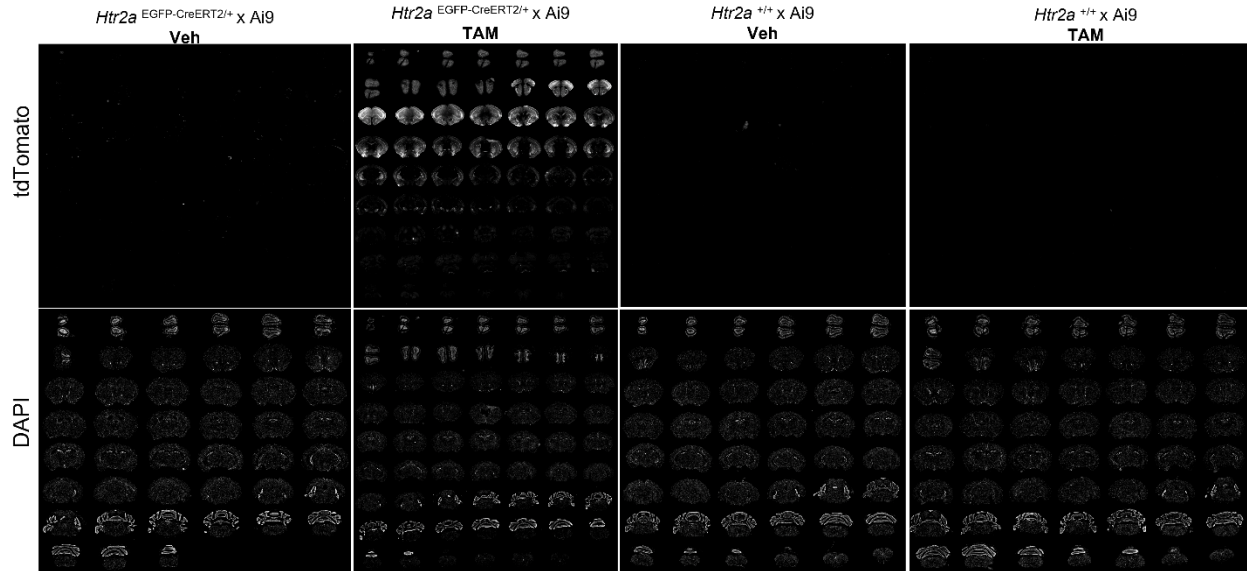 Htr2a EGFP-CreERT2/+ x Ai9
Veh
Htr2a EGFP-CreERT2/+ x Ai9
TAM
Htr2a +/+ x Ai9
Veh
Htr2a +/+ x Ai9
TAM
tdTomato
DAPI